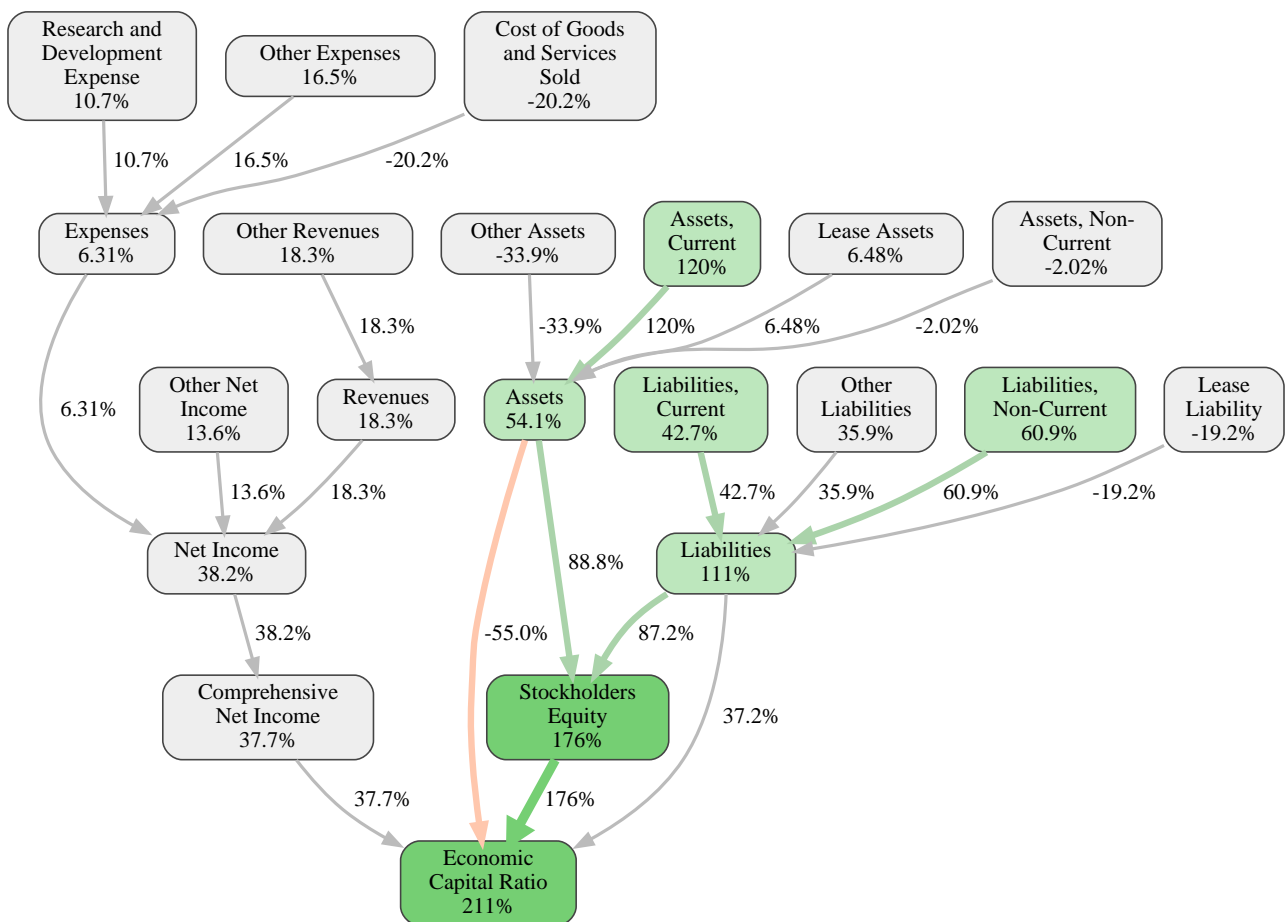 Research and
Development
Expense
10.7%
Other Expenses
16.5%
Cost of Goods
and Services
Sold
-20.2%
10.7%
16.5%
-20.2%
Expenses
6.31%
Other Revenues
18.3%
Other Assets
-33.9%
Assets,
Current
120%
Lease Assets
6.48%
Assets, Non-
Current
-2.02%
18.3%
-33.9%
120%
6.48%
-2.02%
6.31%
Other Net
Income
13.6%
Revenues
18.3%
Assets
54.1%
Liabilities,
Current
42.7%
Other
Liabilities
35.9%
Liabilities,
Non-Current
60.9%
Lease
Liability
-19.2%
13.6%
18.3%
42.7%
35.9%
60.9%
-19.2%
Net Income
38.2%
88.8%
Liabilities
111%
38.2%
-55.0%
87.2%
Comprehensive
Net Income
37.7%
Stockholders
Equity
176%
37.2%
37.7%
176%
Economic
Capital Ratio
211%